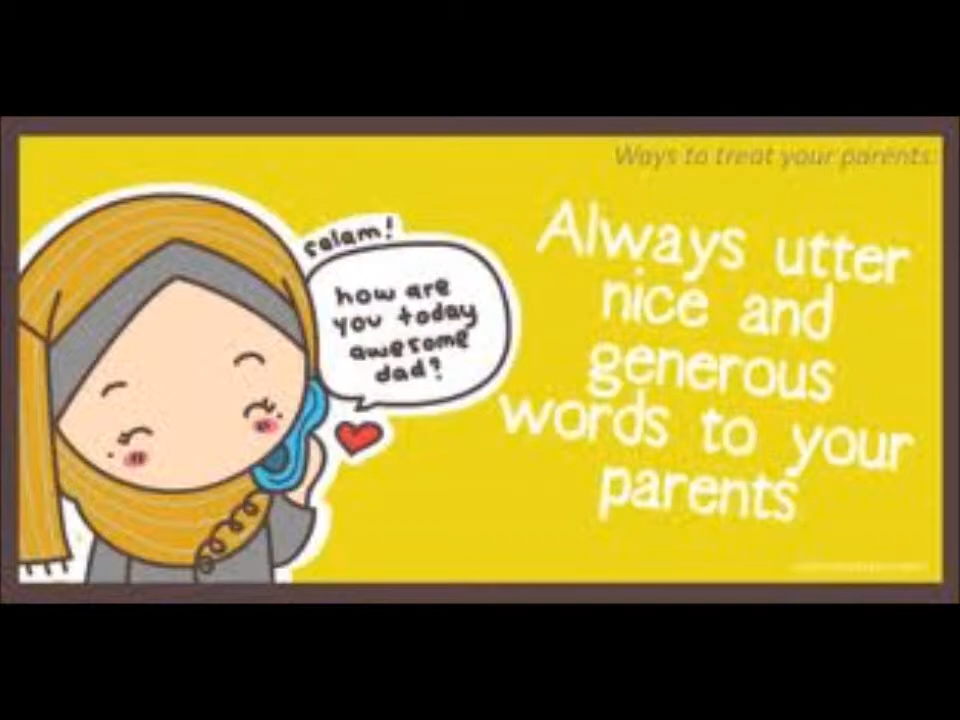 Ways to treat your parents:
salam!
how are
you today
awesome
dad?
Always utter
nice and
generous
words to your
parents